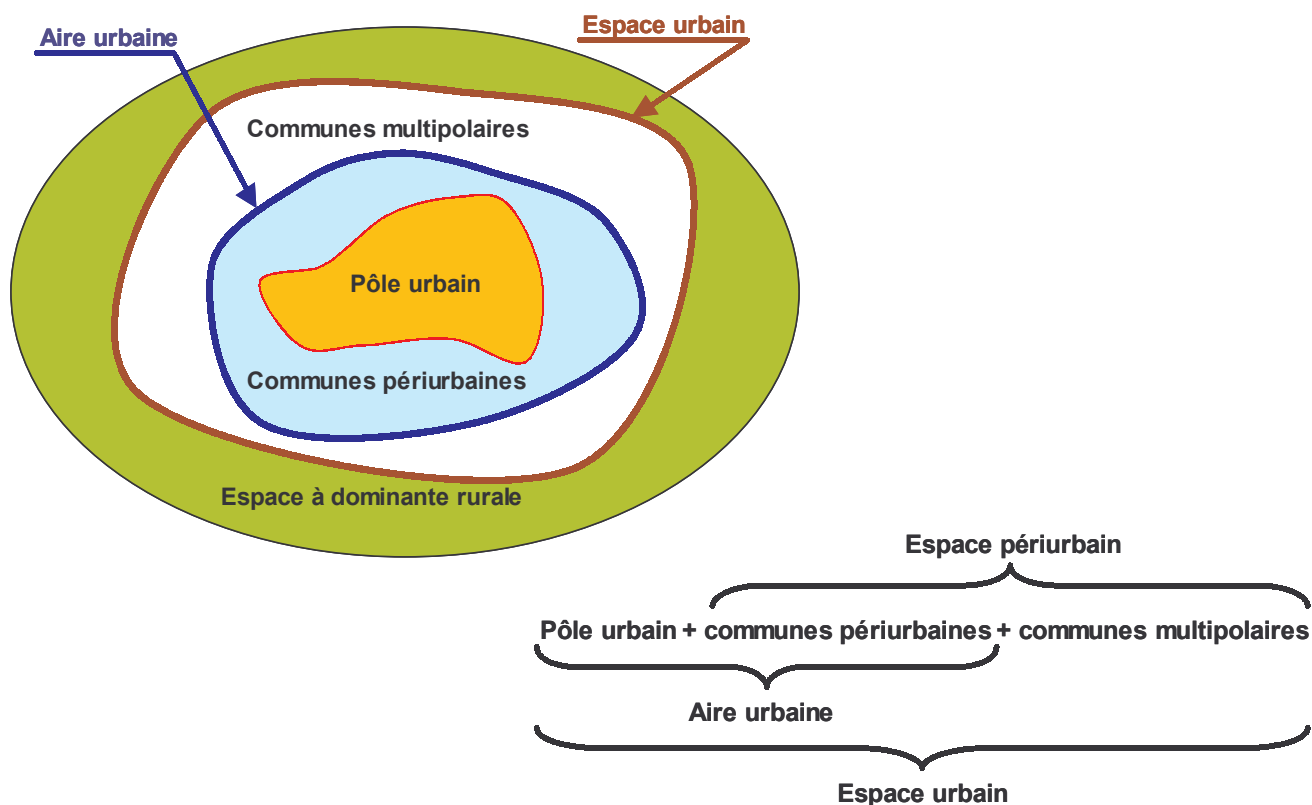 Aire urbaine
Espace urbain
Communes multipolaires
Pôle urbain
Communes périurbaines
Espace à dominante rurale
Espace périurbain
Pôle urbain + communes périurbaines + communes multipolaires
Aire urbaine
Espace urbain